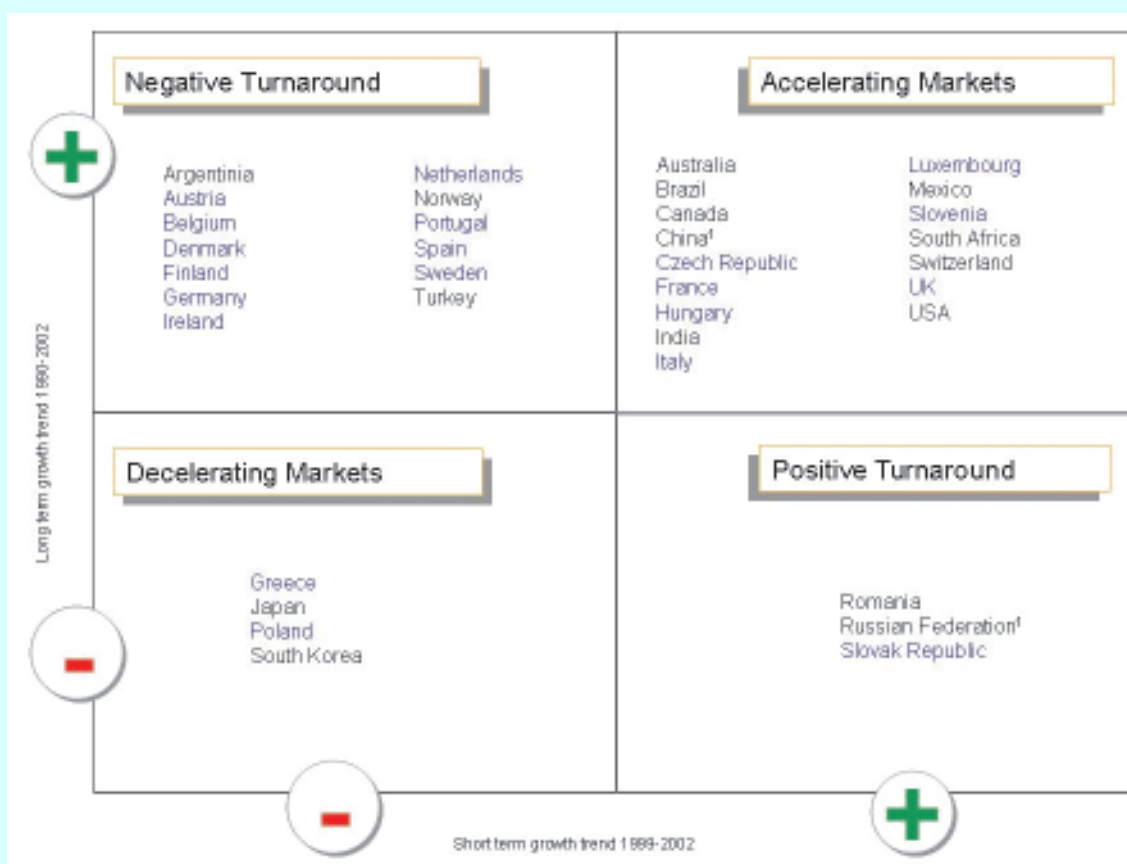 Negative Turnaround
Argentinia
Austria
Belgium
Denmark
Finland
Germany
Ireland
Netherlands
Norway
Portugal
Spain
Sweden
Turkey
Accelerating Markets
Australia
Brazil
Canada
China¹
Czech Republic
France
Hungary
India
Italy
Luxembourg
Mexico
Slovenia
South Africa
Switzerland
UK
USA
Long term growth trend 1990-2002
Decelerating Markets
Greece
Japan
Poland
South Korea
Positive Turnaround
Romania
Russian Federation¹
Slovak Republic
Short term growth trend 1999-2002